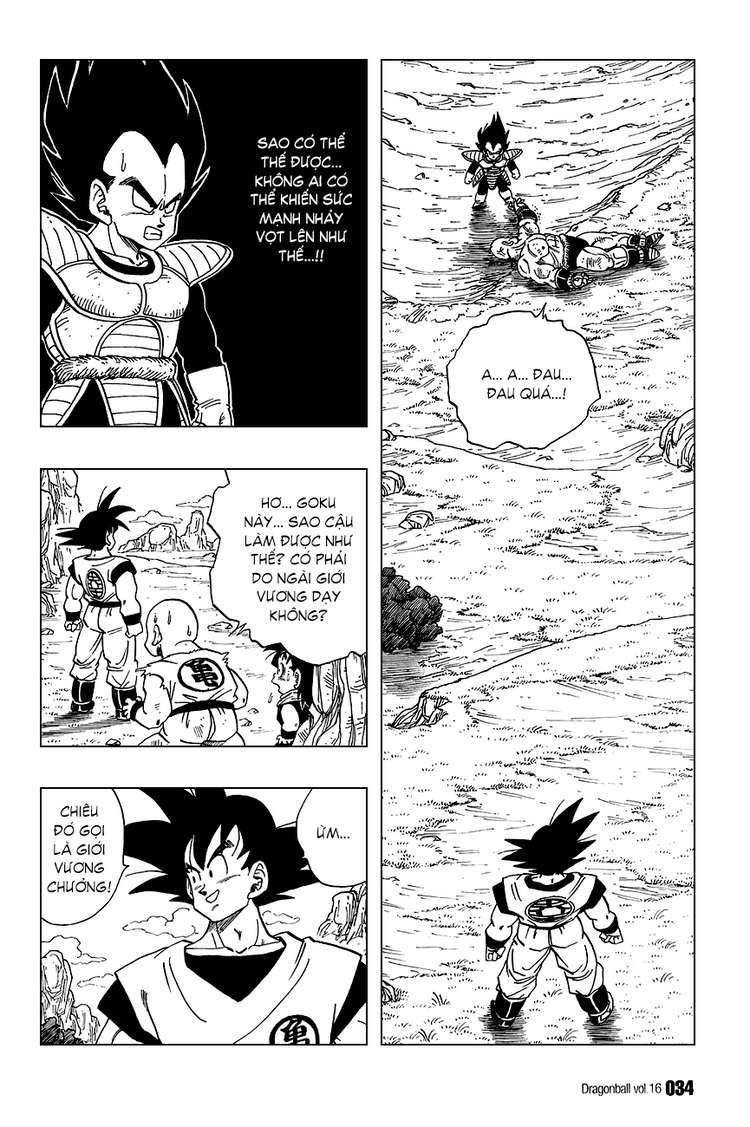 A... A... ĐAU...
ĐAU QUÁ...!
SAO CÓ THỂ
THẾ ĐƯỢC...
KHÔNG AI CÓ
THỂ KHIẾN SỨC
MẠNH NHẢY
VỌT LÊN NHƯ
THẾ...!!
HƠ... GOKU
NÀY... SAO CẬU
LÀM ĐƯỢC NHƯ
THẾ? CÓ PHẢI
DO NGÀI GIỚI
VƯƠNG DẠY
KHÔNG?
ỪM...
CHIÊU
ĐÓ GỌI
LÀ GIỚI
VƯƠNG
CHƯỞNG!
亀
亀
Dragonball vol.16 034